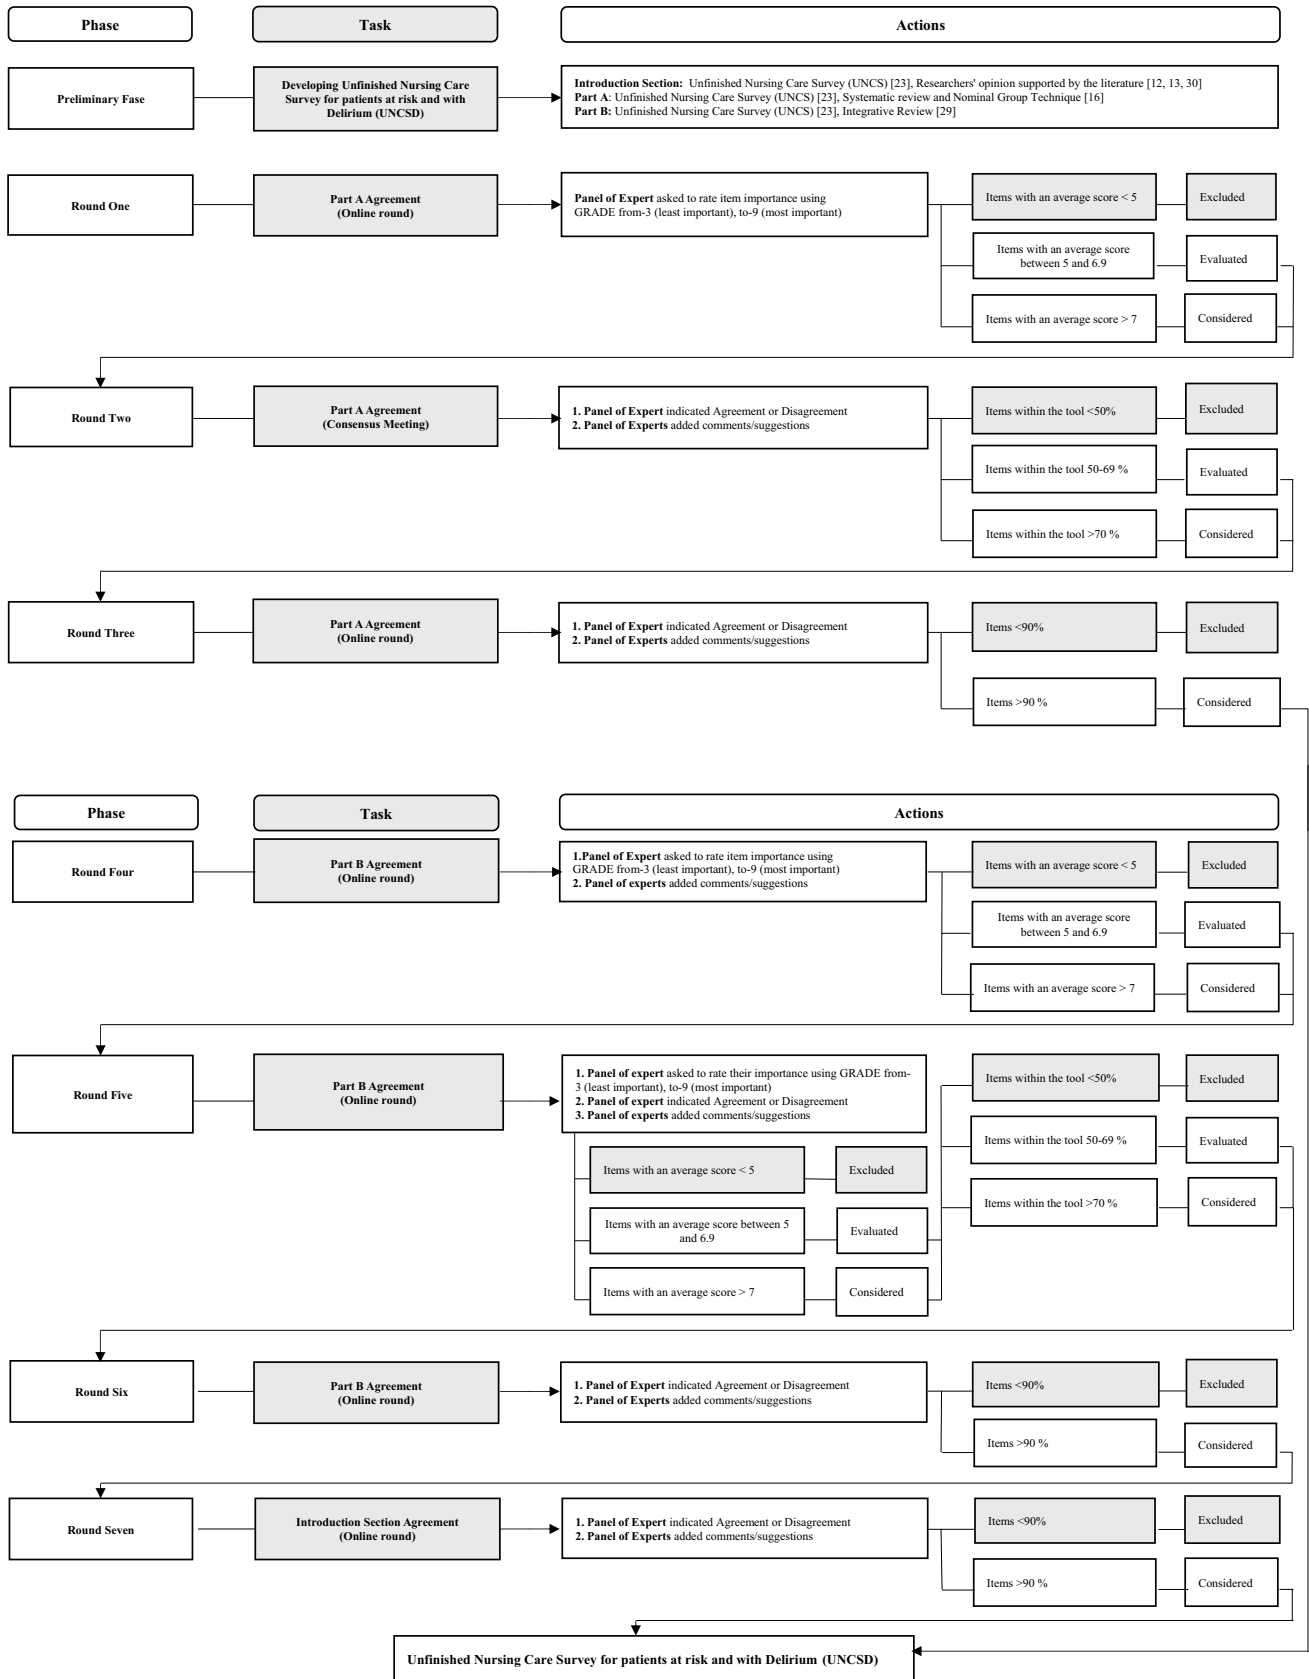 Phase
Task
Actions
Preliminary Fase
Developing Unfinished Nursing Care
Survey for patients at risk and with
Delirium (UNCSD)
Introduction Section: Unfinished Nursing Care Survey (UNCS) [23], Researchers' opinion supported by the literature [12, 13, 30]
Part A: Unfinished Nursing Care Survey (UNCS) [23], Systematic review and Nominal Group Technique [16]
Part B: Unfinished Nursing Care Survey (UNCS) [23], Integrative Review [29]
Round One
Part A Agreement
(Online round)
Panel of Expert asked to rate item importance using
GRADE from-3 (least important), to-9 (most important)
Items with an average score < 5
Excluded
Items with an average score
between 5 and 6.9
Evaluated
Items with an average score > 7
Considered
Round Two
Part A Agreement
(Consensus Meeting)
1. Panel of Expert indicated Agreement or Disagreement
2. Panel of Experts added comments/suggestions
Items within the tool <50%
Excluded
Items within the tool 50-69 %
Evaluated
Items within the tool >70 %
Considered
Round Three
Part A Agreement
(Online round)
1. Panel of Expert indicated Agreement or Disagreement
2. Panel of Experts added comments/suggestions
Items <90%
Excluded
Items >90 %
Considered
Phase
Task
Actions
Round Four
Part B Agreement
(Online round)
1.Panel of Expert asked to rate item importance using
GRADE from-3 (least important), to-9 (most important)
2. Panel of experts added comments/suggestions
Items with an average score < 5
Excluded
Items with an average score
between 5 and 6.9
Evaluated
Items with an average score > 7
Considered
Round Five
Part B Agreement
(Online round)
1. Panel of expert asked to rate their importance using GRADE from-
3 (least important), to-9 (most important)
2. Panel of expert indicated Agreement or Disagreement
3. Panel of experts added comments/suggestions
Items with an average score < 5
Excluded
Items with an average score between 5
and 6.9
Evaluated
Items with an average score > 7
Considered
Items within the tool <50%
Excluded
Items within the tool 50-69 %
Evaluated
Items within the tool >70 %
Considered
Round Six
Part B Agreement
(Online round)
1. Panel of Expert indicated Agreement or Disagreement
2. Panel of Experts added comments/suggestions
Items <90%
Excluded
Items >90 %
Considered
Round Seven
Introduction Section Agreement
(Online round)
1. Panel of Expert indicated Agreement or Disagreement
2. Panel of Experts added comments/suggestions
Items <90%
Excluded
Items >90 %
Considered
Unfinished Nursing Care Survey for patients at risk and with Delirium (UNCSD)